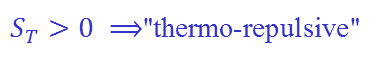 S_T > 0 ⟹"thermo-repulsive"